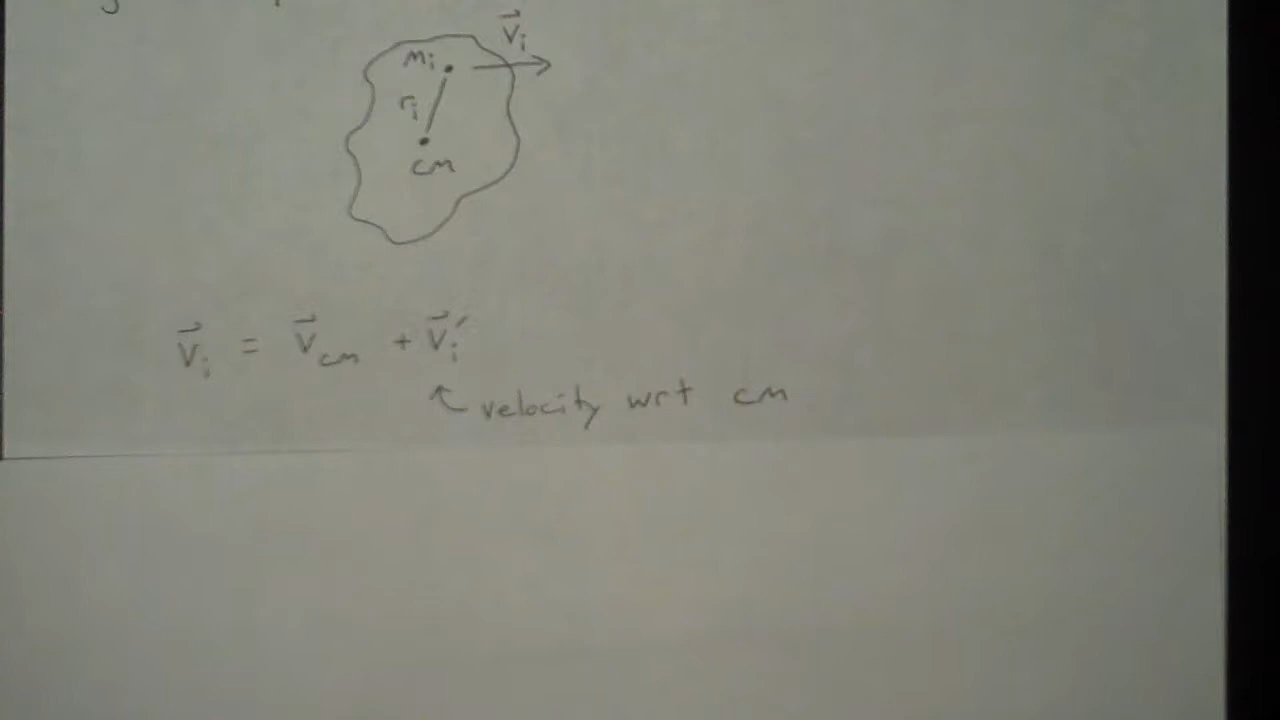 v⃗ᵢ
mᵢ
rᵢ
cm
v⃗ᵢ = v⃗cm + v⃗ᵢ′
velocity wrt cm